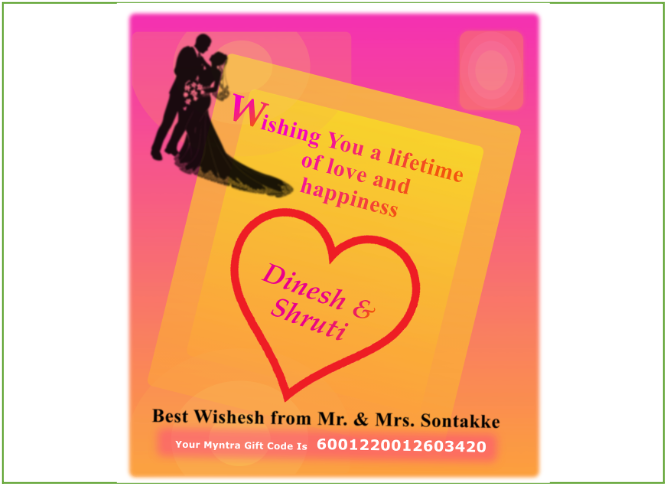 Wishing You a lifetime
of love and
happiness
Dinesh &
Shruti
Best Wishesh from Mr. & Mrs. Sontakke
Your Myntra Gift Code Is 6001220012603420